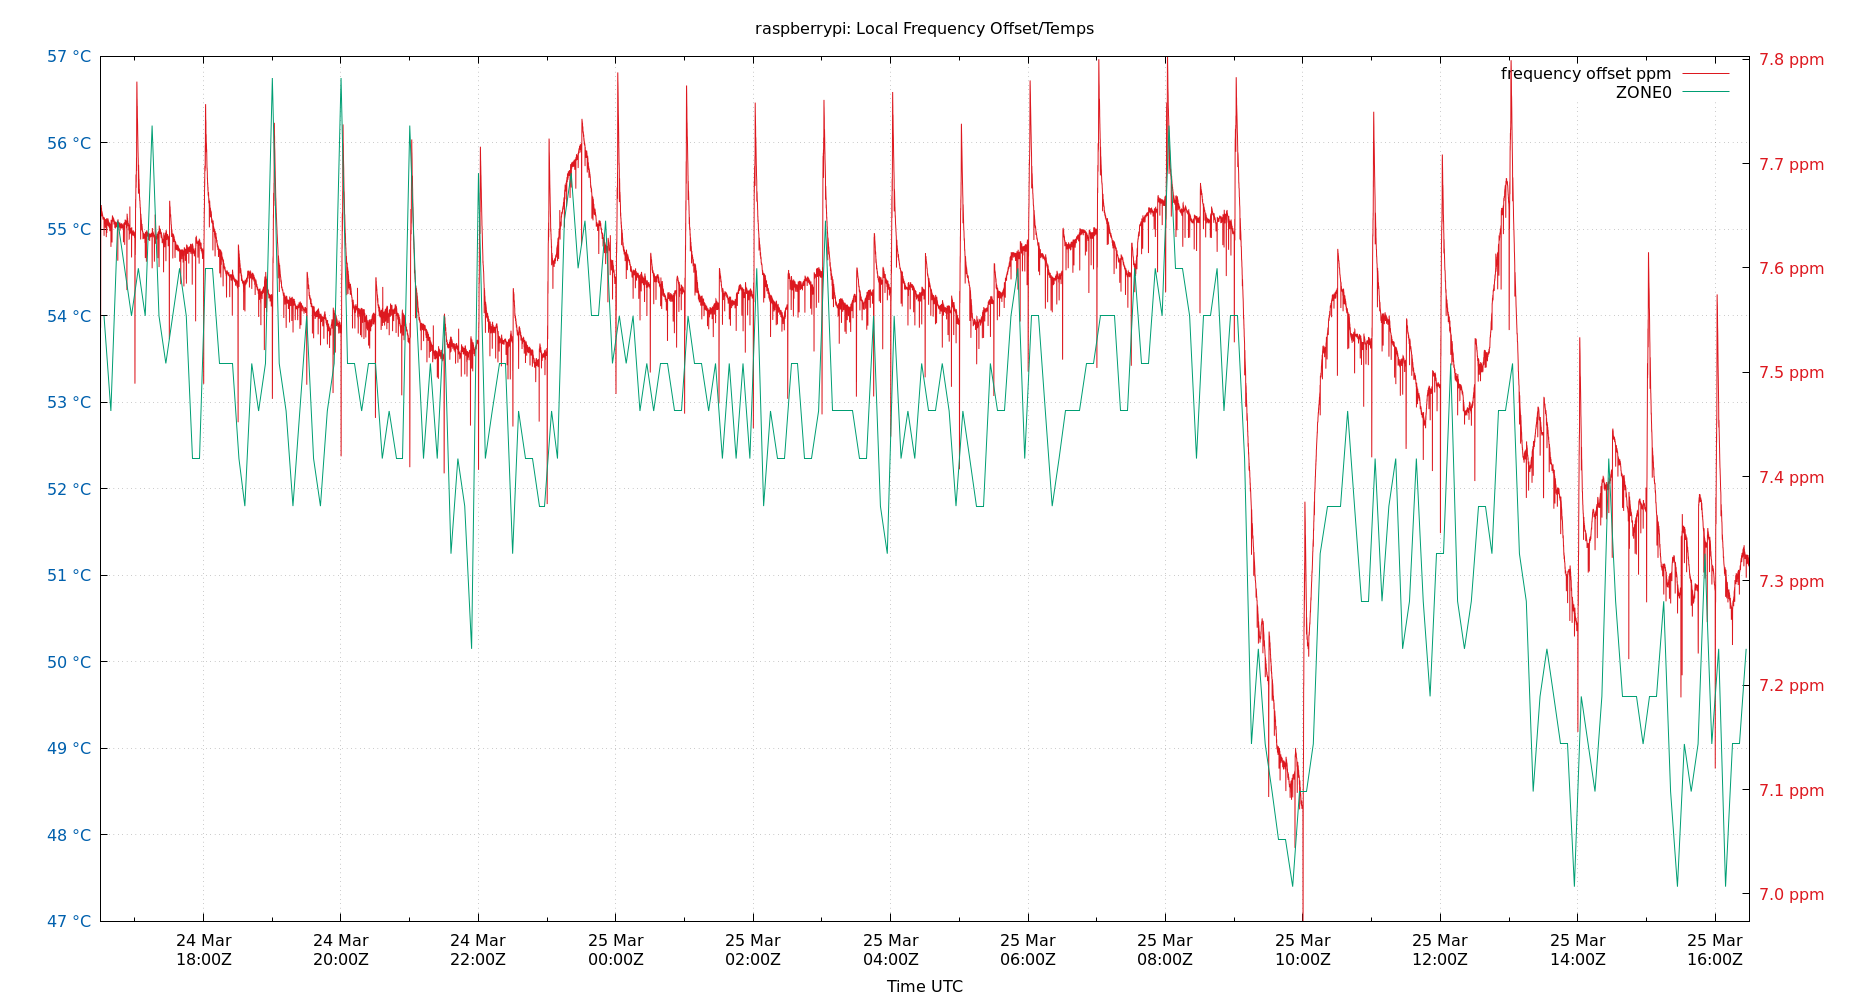 raspberrypi: Local Frequency Offset/Temps
57 °C
56 °C
55 °C
54 °C
53 °C
52 °C
51 °C
50 °C
49 °C
48 °C
47 °C
7.8 ppm
7.7 ppm
7.6 ppm
7.5 ppm
7.4 ppm
7.3 ppm
7.2 ppm
7.1 ppm
7.0 ppm
frequency offset ppm
ZONE0
24 Mar
18:00Z
24 Mar
20:00Z
24 Mar
22:00Z
25 Mar
00:00Z
25 Mar
02:00Z
25 Mar
04:00Z
25 Mar
06:00Z
25 Mar
08:00Z
25 Mar
10:00Z
25 Mar
12:00Z
25 Mar
14:00Z
25 Mar
16:00Z
Time UTC